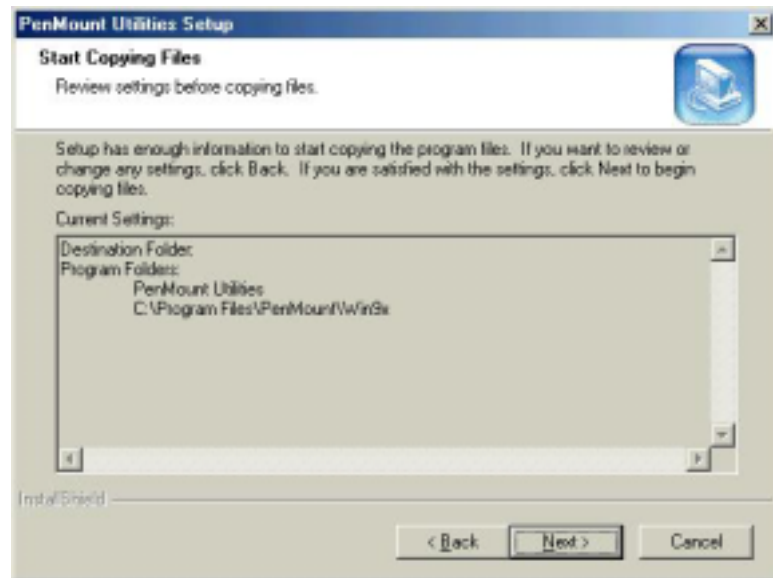 PenMount Utilities Setup
Start Copying Files
Review settings before copying files.
Setup has enough information to start copying the program files. If you want to review or
change any settings, click Back. If you are satisfied with the settings, click Next to begin
copying files.
Current Settings:
Destination Folder:
Program Folders:
PenMount Utilities
C:\Program Files\PenMount\Win9x
InstallShield
< Back
Next >
Cancel